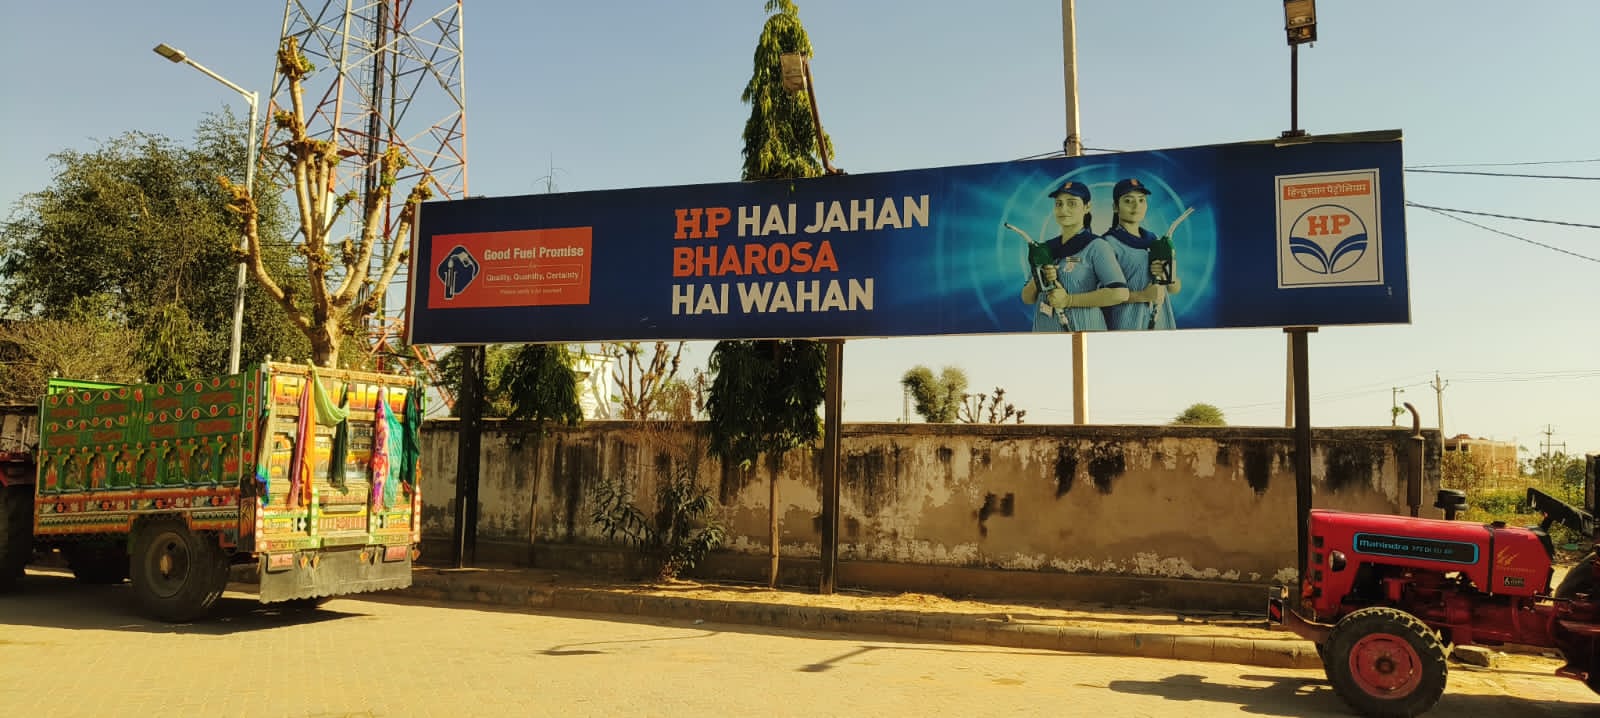 Good Fuel Promise
Quality, Quantity, Certainty
HP HAI JAHAN
BHAROSA
HAI WAHAN
हिन्दुस्तान पेट्रोलियम
HP
Mahindra